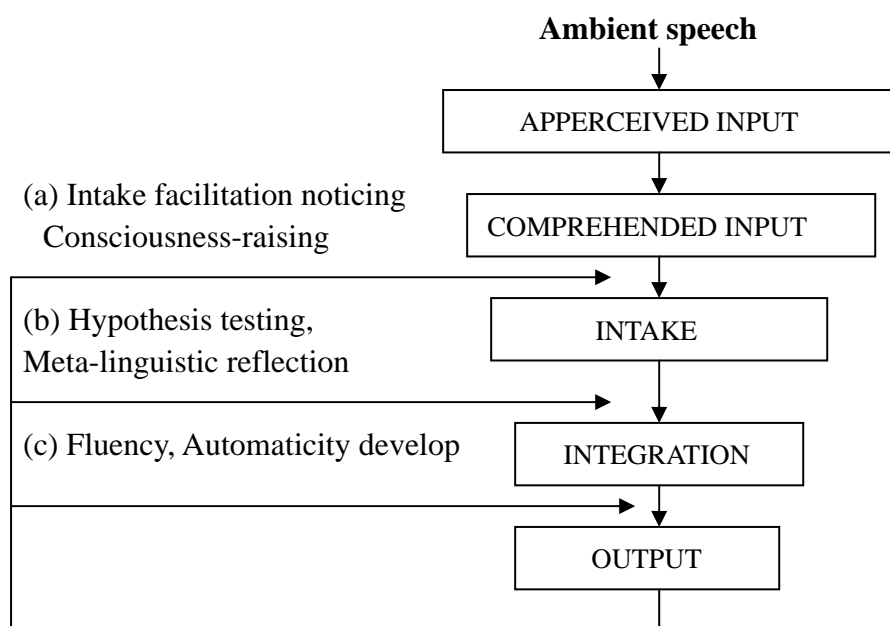 Ambient speech
APPERCEIVED INPUT
(a) Intake facilitation noticing
Consciousness-raising
COMPREHENDED INPUT
(b) Hypothesis testing,
Meta-linguistic reflection
INTAKE
(c) Fluency, Automaticity develop
INTEGRATION
OUTPUT